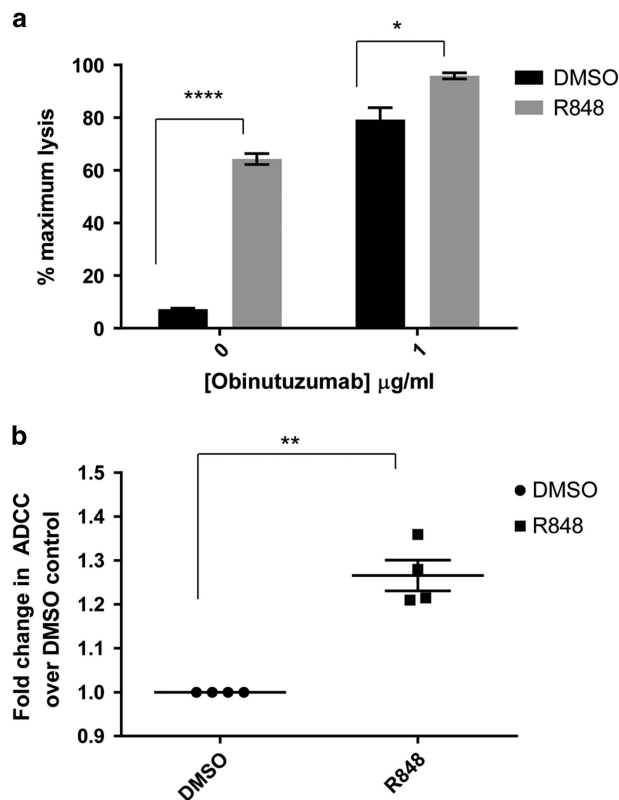 a
*
DMSO
R848
****
% maximum lysis
100
80
60
40
20
0
0
1
[Obinutuzumab] μg/ml
b
**
DMSO
R848
Fold change in ADCC
over DMSO control
1.5
1.4
1.3
1.2
1.1
1.0
0.9
DMSO
R848